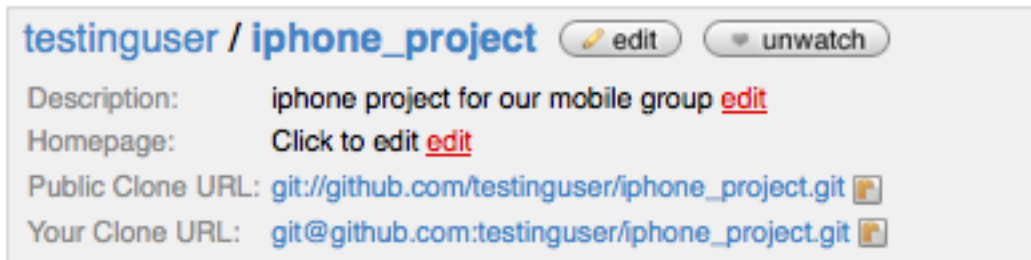 testinguser / iphone_project edit unwatch
Description: iphone project for our mobile group edit
Homepage: Click to edit edit
Public Clone URL: git://github.com/testinguser/iphone_project.git
Your Clone URL: git@github.com:testinguser/iphone_project.git